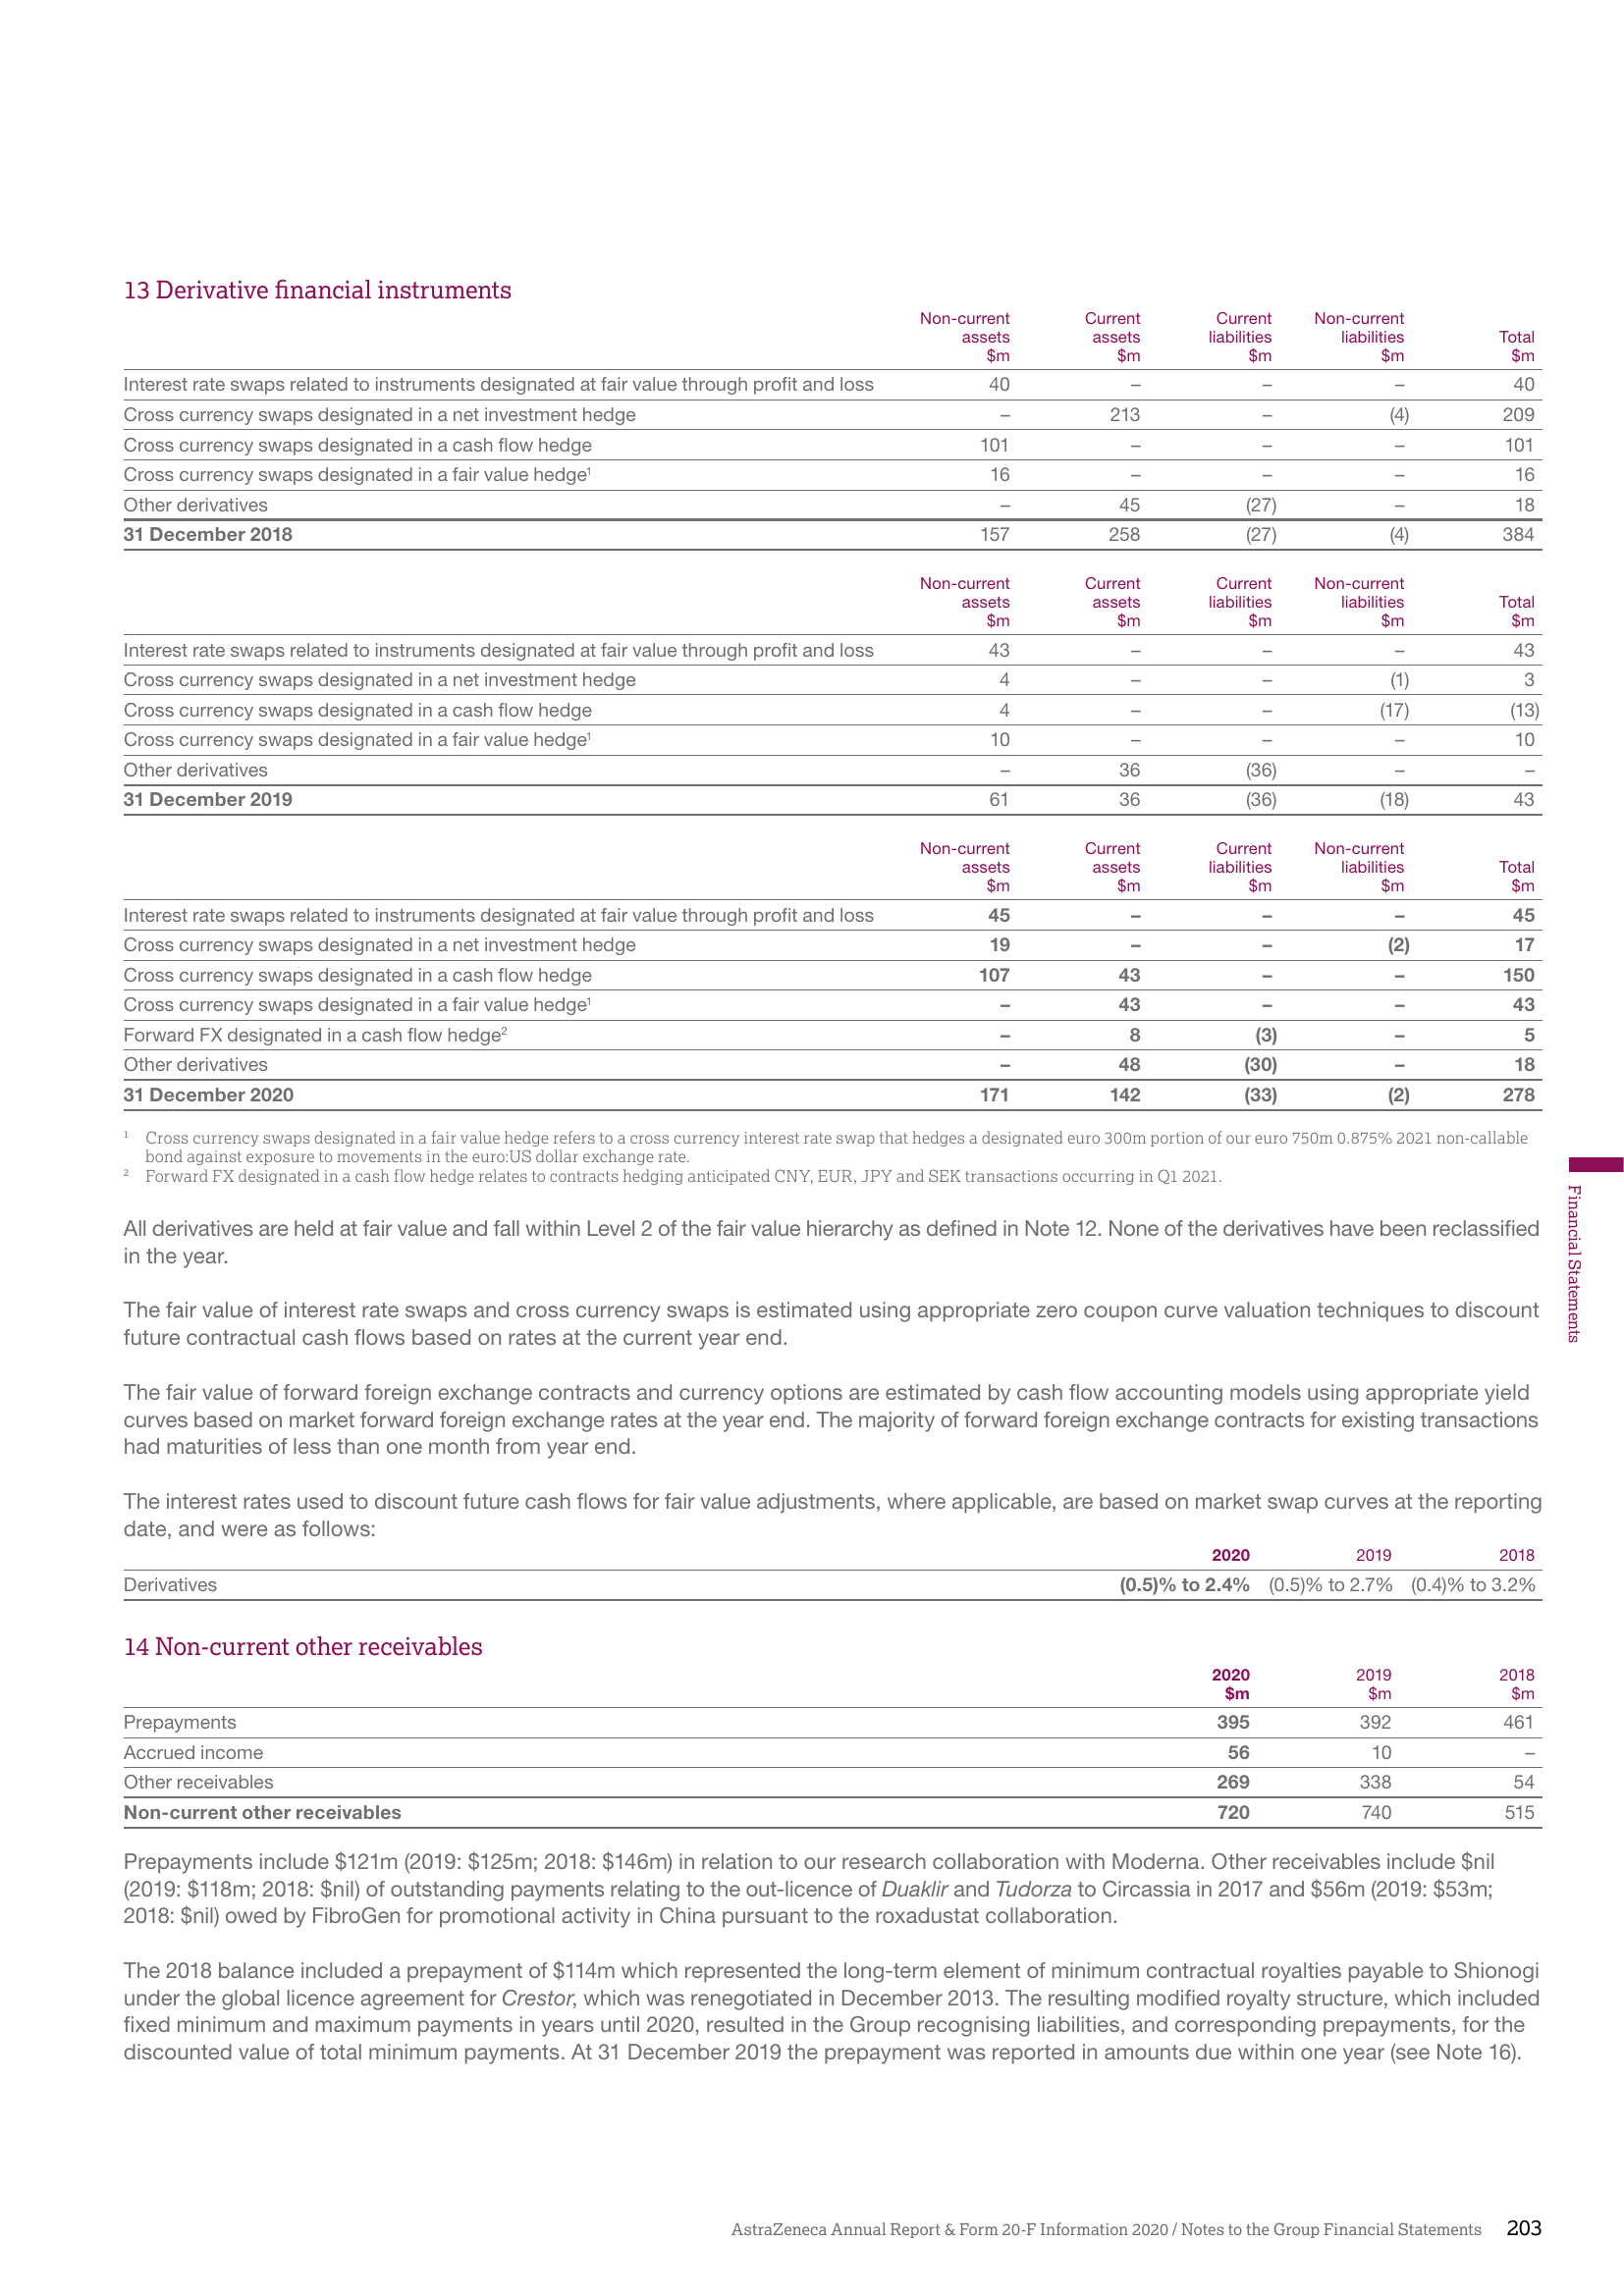 13 Derivative financial instruments
Non-current assets $m Current assets $m Current liabilities $m Non-current liabilities $m Total $m
Interest rate swaps related to instruments designated at fair value through profit and loss 40 – – – 40
Cross currency swaps designated in a net investment hedge – 213 – (4) 209
Cross currency swaps designated in a cash flow hedge 101 – – – 101
Cross currency swaps designated in a fair value hedge¹ 16 – – – 16
Other derivatives – 45 (27) – 18
31 December 2018 157 258 (27) (4) 384
Non-current assets $m Current assets $m Current liabilities $m Non-current liabilities $m Total $m
Interest rate swaps related to instruments designated at fair value through profit and loss 43 – – – 43
Cross currency swaps designated in a net investment hedge 4 – – (1) 3
Cross currency swaps designated in a cash flow hedge 4 – – (17) (13)
Cross currency swaps designated in a fair value hedge¹ 10 – – – 10
Other derivatives – 36 (36) – –
31 December 2019 61 36 (36) (18) 43
Non-current assets $m Current assets $m Current liabilities $m Non-current liabilities $m Total $m
Interest rate swaps related to instruments designated at fair value through profit and loss 45 – – – 45
Cross currency swaps designated in a net investment hedge 19 – – (2) 17
Cross currency swaps designated in a cash flow hedge 107 43 – – 150
Cross currency swaps designated in a fair value hedge¹ – 43 – – 43
Forward FX designated in a cash flow hedge² – 8 (3) – 5
Other derivatives – 48 (30) – 18
31 December 2020 171 142 (33) (2) 278
¹ Cross currency swaps designated in a fair value hedge refers to a cross currency interest rate swap that hedges a designated euro 300m portion of our euro 750m 0.875% 2021 non-callable
bond against exposure to movements in the euro:US dollar exchange rate.
² Forward FX designated in a cash flow hedge relates to contracts hedging anticipated CNY, EUR, JPY and SEK transactions occurring in Q1 2021.
All derivatives are held at fair value and fall within Level 2 of the fair value hierarchy as defined in Note 12. None of the derivatives have been reclassified
in the year.
The fair value of interest rate swaps and cross currency swaps is estimated using appropriate zero coupon curve valuation techniques to discount
future contractual cash flows based on rates at the current year end.
The fair value of forward foreign exchange contracts and currency options are estimated by cash flow accounting models using appropriate yield
curves based on market forward foreign exchange rates at the year end. The majority of forward foreign exchange contracts for existing transactions
had maturities of less than one month from year end.
The interest rates used to discount future cash flows for fair value adjustments, where applicable, are based on market swap curves at the reporting
date, and were as follows:
2020 2019 2018
Derivatives (0.5)% to 2.4% (0.5)% to 2.7% (0.4)% to 3.2%
14 Non-current other receivables
2020 $m 2019 $m 2018 $m
Prepayments 395 392 461
Accrued income 56 10 –
Other receivables 269 338 54
Non-current other receivables 720 740 515
Prepayments include $121m (2019: $125m; 2018: $146m) in relation to our research collaboration with Moderna. Other receivables include $nil
(2019: $118m; 2018: $nil) of outstanding payments relating to the out-licence of Duaklir and Tudorza to Circassia in 2017 and $56m (2019: $53m;
2018: $nil) owed by FibroGen for promotional activity in China pursuant to the roxadustat collaboration.
The 2018 balance included a prepayment of $114m which represented the long-term element of minimum contractual royalties payable to Shionogi
under the global licence agreement for Crestor, which was renegotiated in December 2013. The resulting modified royalty structure, which included
fixed minimum and maximum payments in years until 2020, resulted in the Group recognising liabilities, and corresponding prepayments, for the
discounted value of total minimum payments. At 31 December 2019 the prepayment was reported in amounts due within one year (see Note 16).
Financial Statements
AstraZeneca Annual Report & Form 20-F Information 2020 / Notes to the Group Financial Statements 203